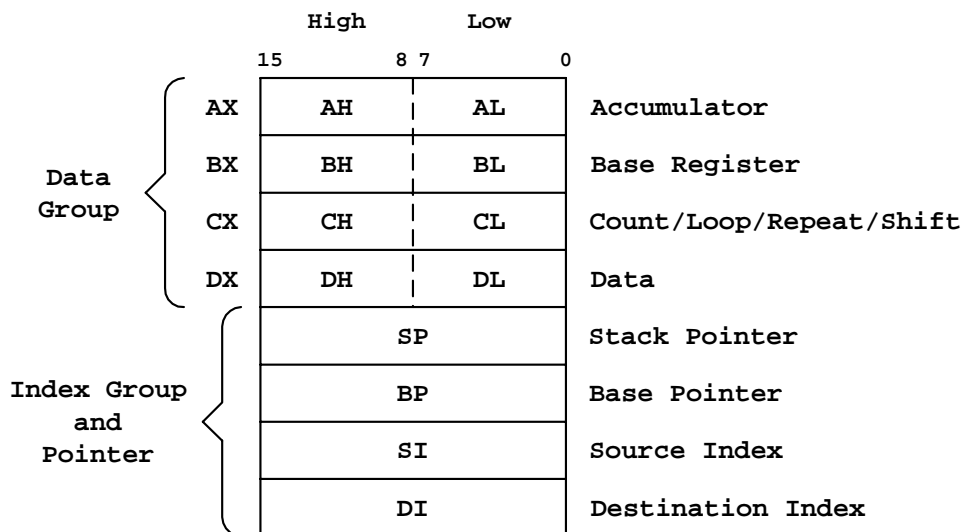 High Low
15 8 7 0
AX AH AL Accumulator
BX BH BL Base Register
Data
Group
CX CH CL Count/Loop/Repeat/Shift
DX DH DL Data
SP Stack Pointer
Index Group
and
Pointer
BP Base Pointer
SI Source Index
DI Destination Index